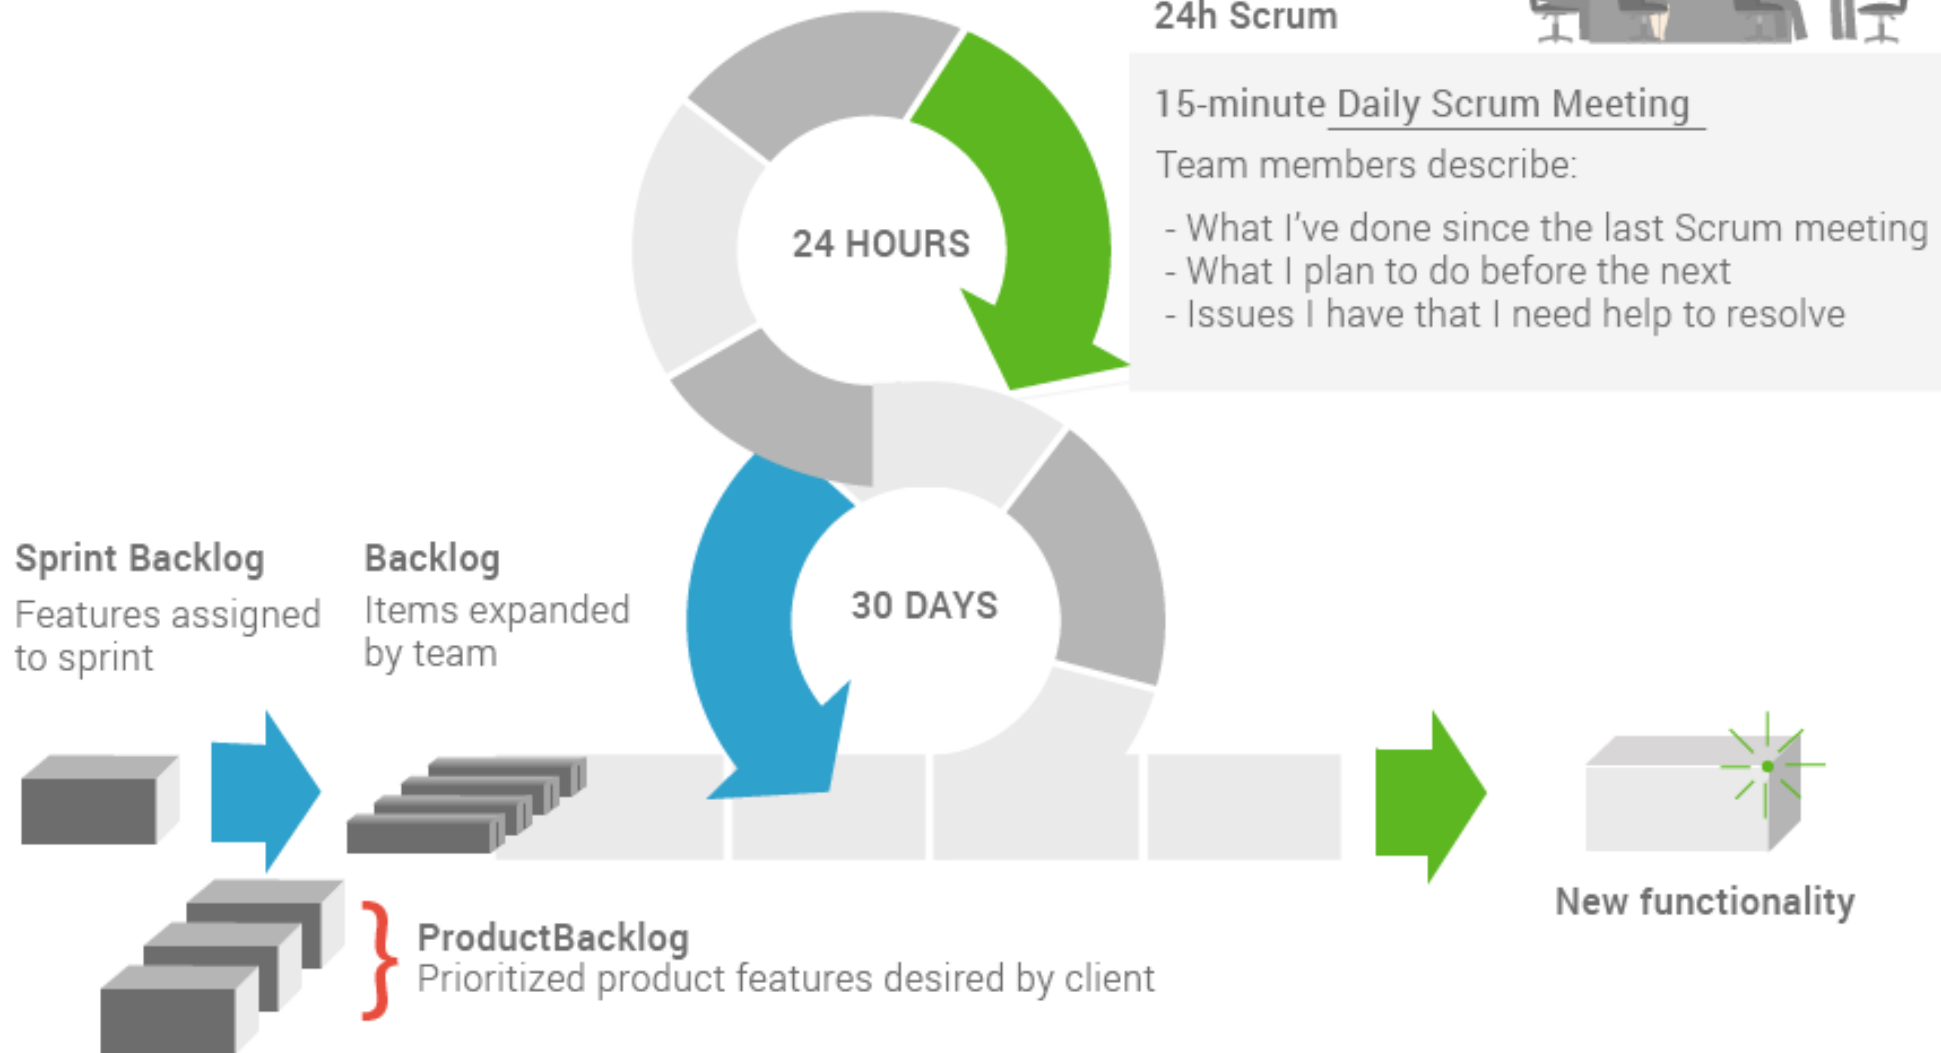 24h Scrum
15-minute Daily Scrum Meeting
Team members describe:
- What I've done since the last Scrum meeting
- What I plan to do before the next
- Issues I have that I need help to resolve
24 HOURS
30 DAYS
Sprint Backlog
Features assigned
to sprint
Backlog
Items expanded
by team
New functionality
ProductBacklog
Prioritized product features desired by client